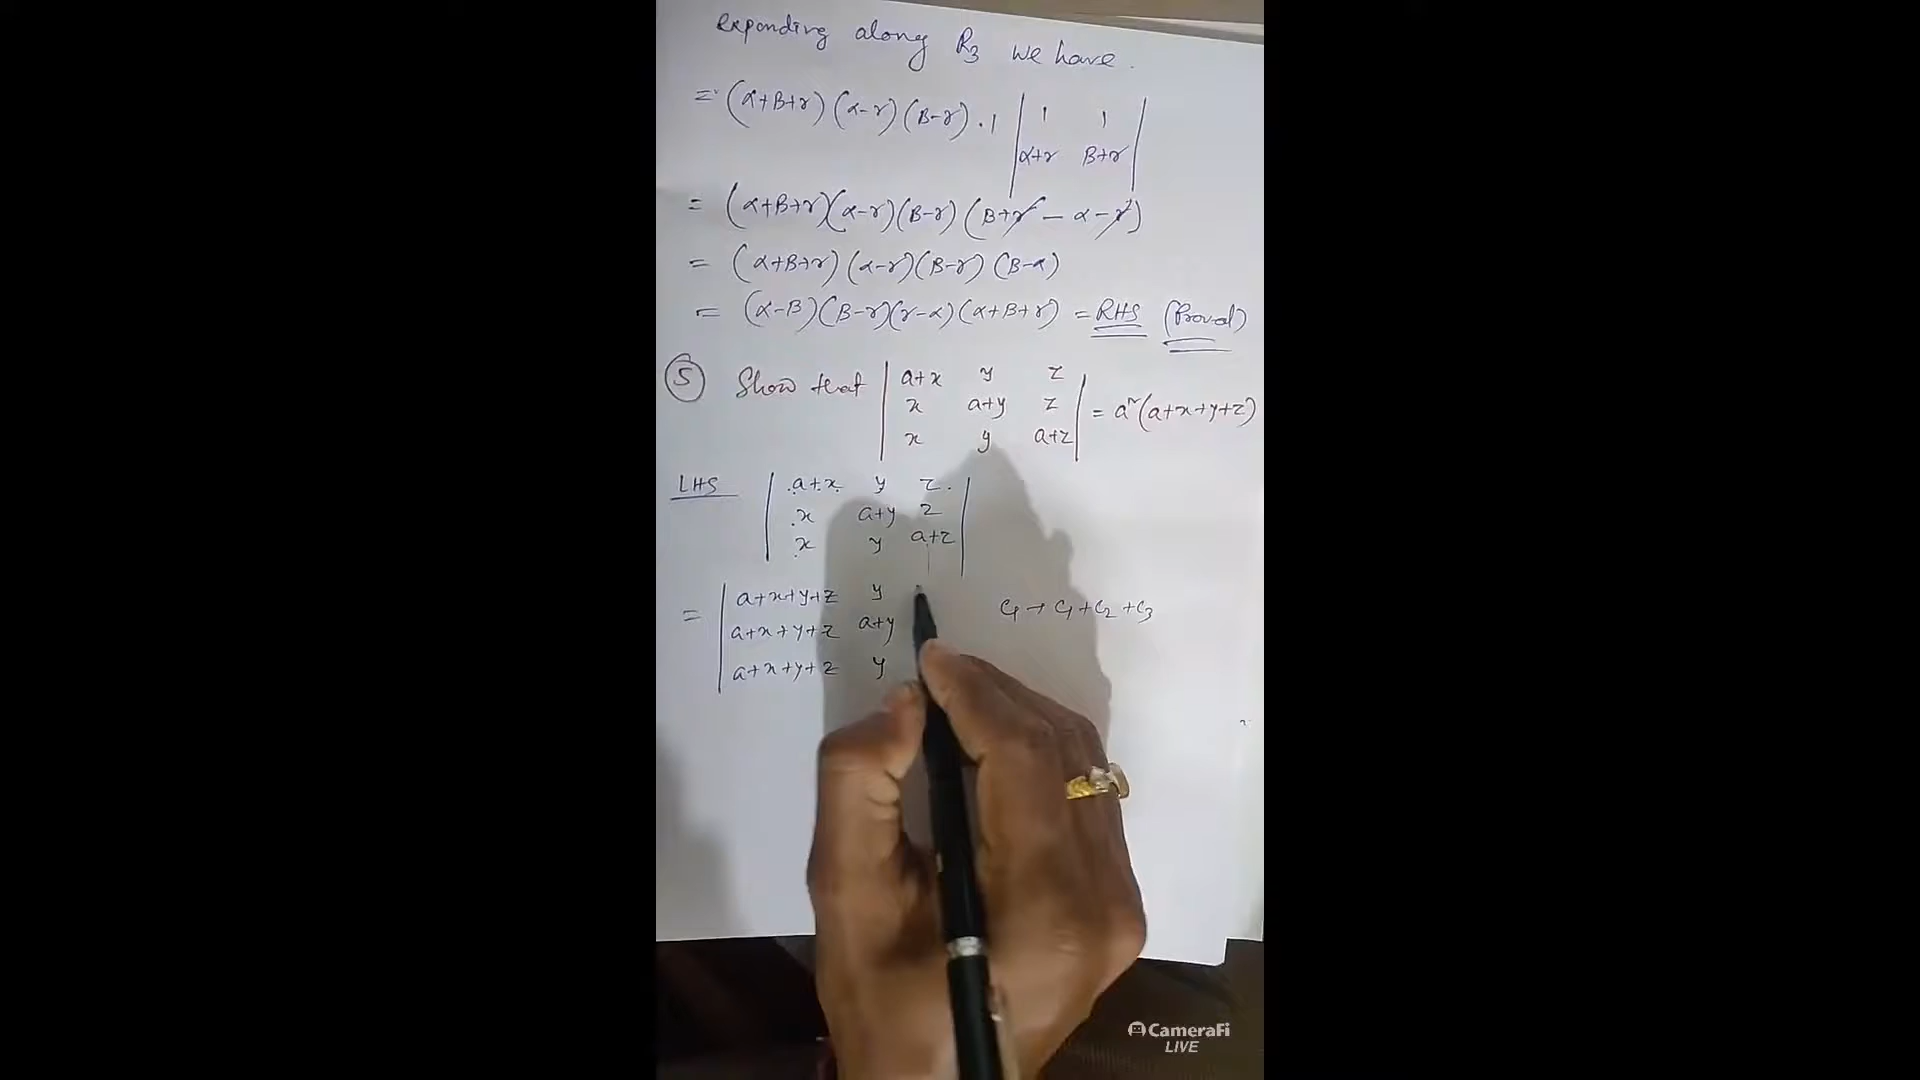 Expanding along R3 we have.
= (α+β+γ) (α-γ) (β-γ) . 1 | 1 1 |
| α+γ β+γ |
= (α+β+γ)(α-γ)(β-γ) (β+γ - α-γ)
= (α+β+γ) (α-γ)(β-γ) (β-α)
= (α-β)(β-γ)(γ-α)(α+β+γ) = RHS (Proved)
5 Show that | a+x y z |
| x a+y z | = a² (a+x+y+z)
| x y a+z |
LHS | a+x y z |
| x a+y z |
| x y a+z |
= | a+x+y+z y C1 → C1+C2+C3
| a+x+y+z a+y
| a+x+y+z y
CameraFi
LIVE